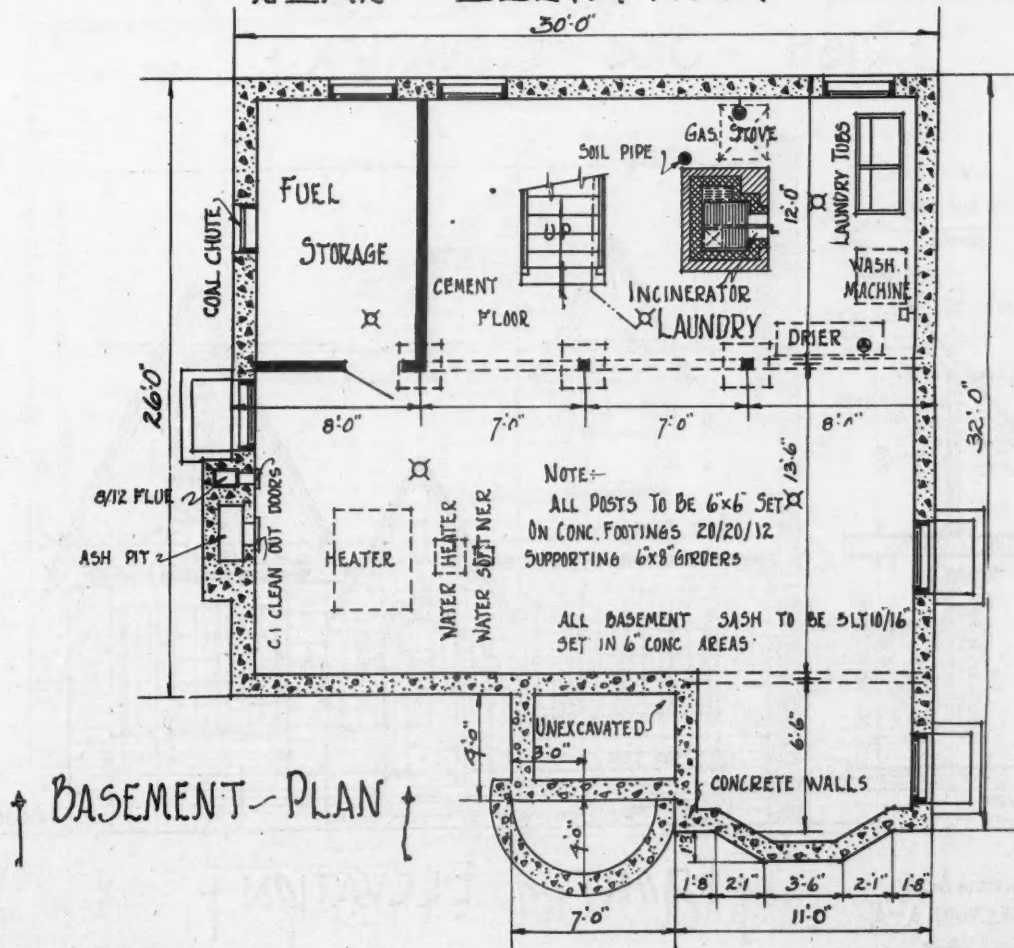 30'-0"
GAS STOVE
SOIL PIPE
LAUNDRY TUBS
12'-0"
FUEL
STORAGE
COAL CHUTE
UP
CEMENT
FLOOR
INCINERATOR
LAUNDRY
WASH.
MACHINE
DRIER
26'-0"
32'-0"
8'-0"
7'-0"
7'-0"
8'-0"
13'-6"
8/12 FLUE
ASH PIT
C.I CLEAN OUT DOORS
HEATER
WATER HEATER
WATER SOFTNER
NOTE:-
ALL POSTS TO BE 6"x6" SET
ON CONC. FOOTINGS 20/20/12
SUPPORTING 6"x8" GIRDERS
ALL BASEMENT SASH TO BE 3LT10/16"
SET IN 6" CONC AREAS
UNEXCAVATED
3'-0"
6'-6"
CONCRETE WALLS
BASEMENT - PLAN
1'-8" 2'-1" 3'-6" 2'-1" 1'-8"
7'-0"
11'-0"